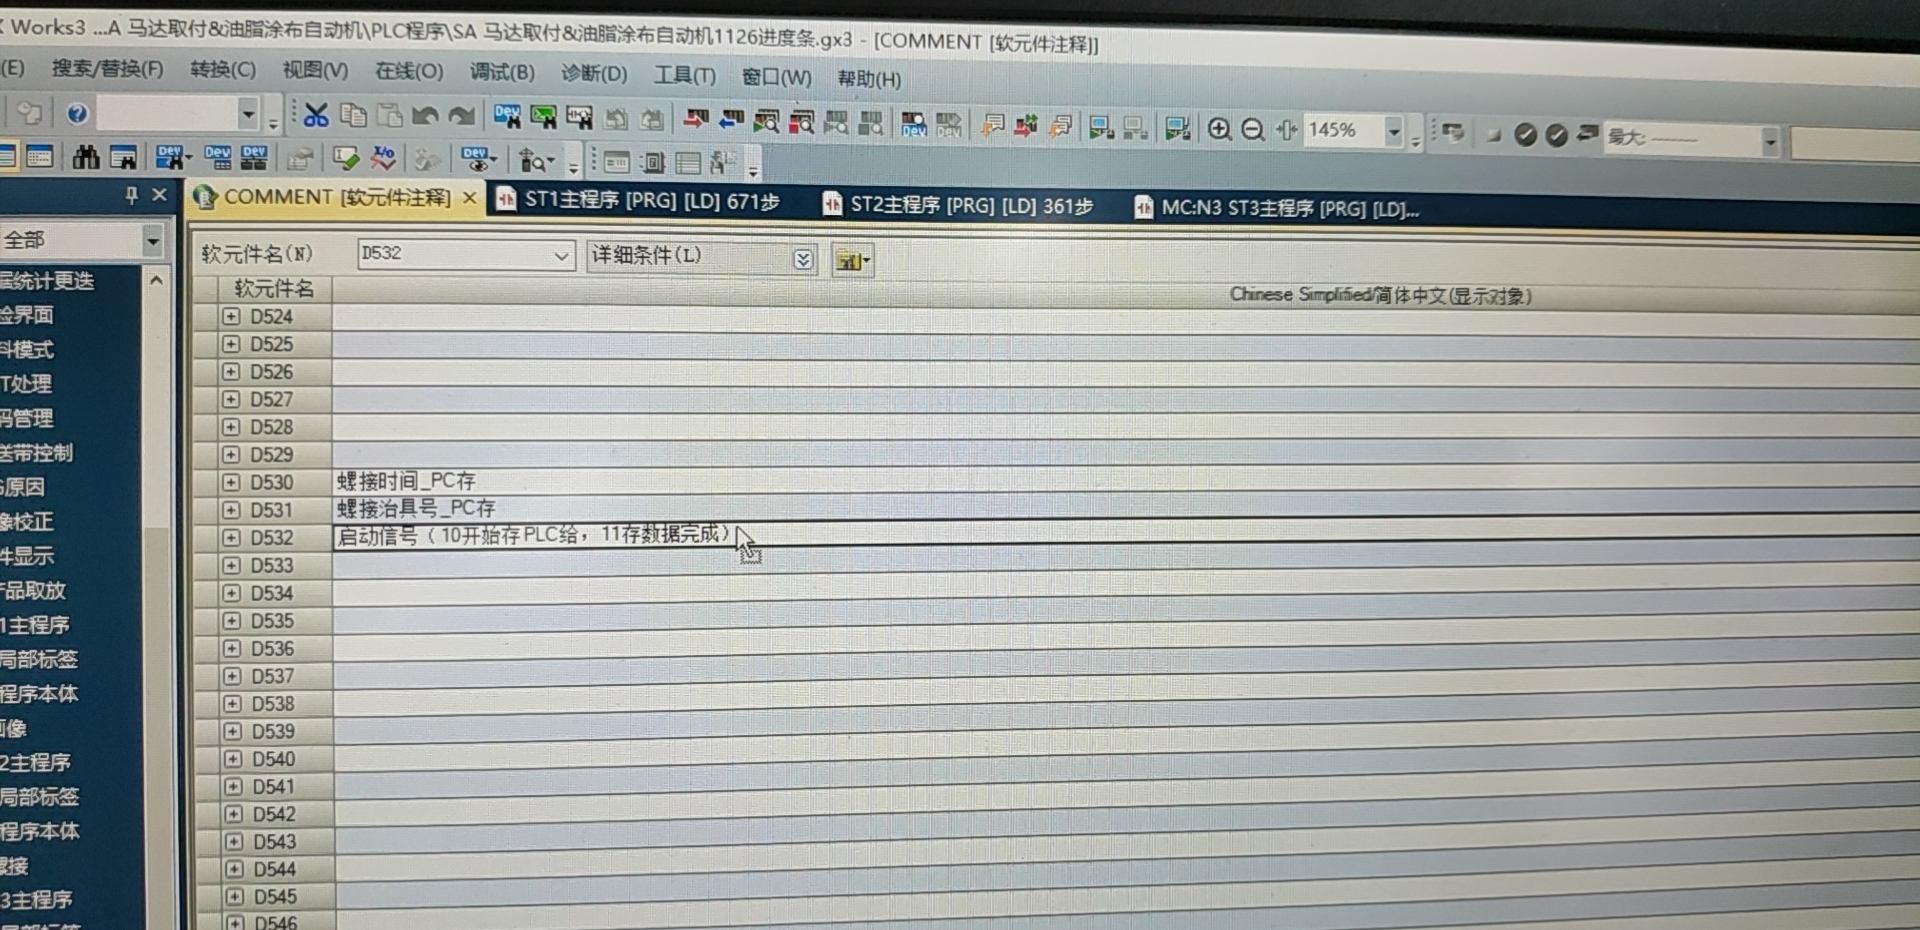 Works3 ...A 马达取付&油脂涂布自动机\PLC程序\SA 马达取付&油脂涂布自动机1126进度条.gx3 - [COMMENT [软元件注释]]
(E) 搜索/替换(F) 转换(C) 视图(V) 在线(O) 调试(B) 诊断(D) 工具(T) 窗口(W) 帮助(H)
145%
最大:
COMMENT [软元件注释] ST1主程序 [PRG] [LD] 671步 ST2主程序 [PRG] [LD] 361步 MC:N3 ST3主程序 [PRG] [LD]...
全部
软元件名(N) D532 详细条件(L)
软元件名 Chinese Simplified/简体中文(显示对象)
D524
D525
D526
D527
D528
D529
D530 螺接时间_PC存
D531 螺接治具号_PC存
D532 启动信号（10开始存PLC给，11存数据完成）
D533
D534
D535
D536
D537
D538
D539
D540
D541
D542
D543
D544
D545
D546
统计更迭
界面
模式
T处理
管理
带控制
原因
校正
显示
品取放
1主程序
局部标签
程序本体
像
2主程序
局部标签
程序本体
接
3主程序